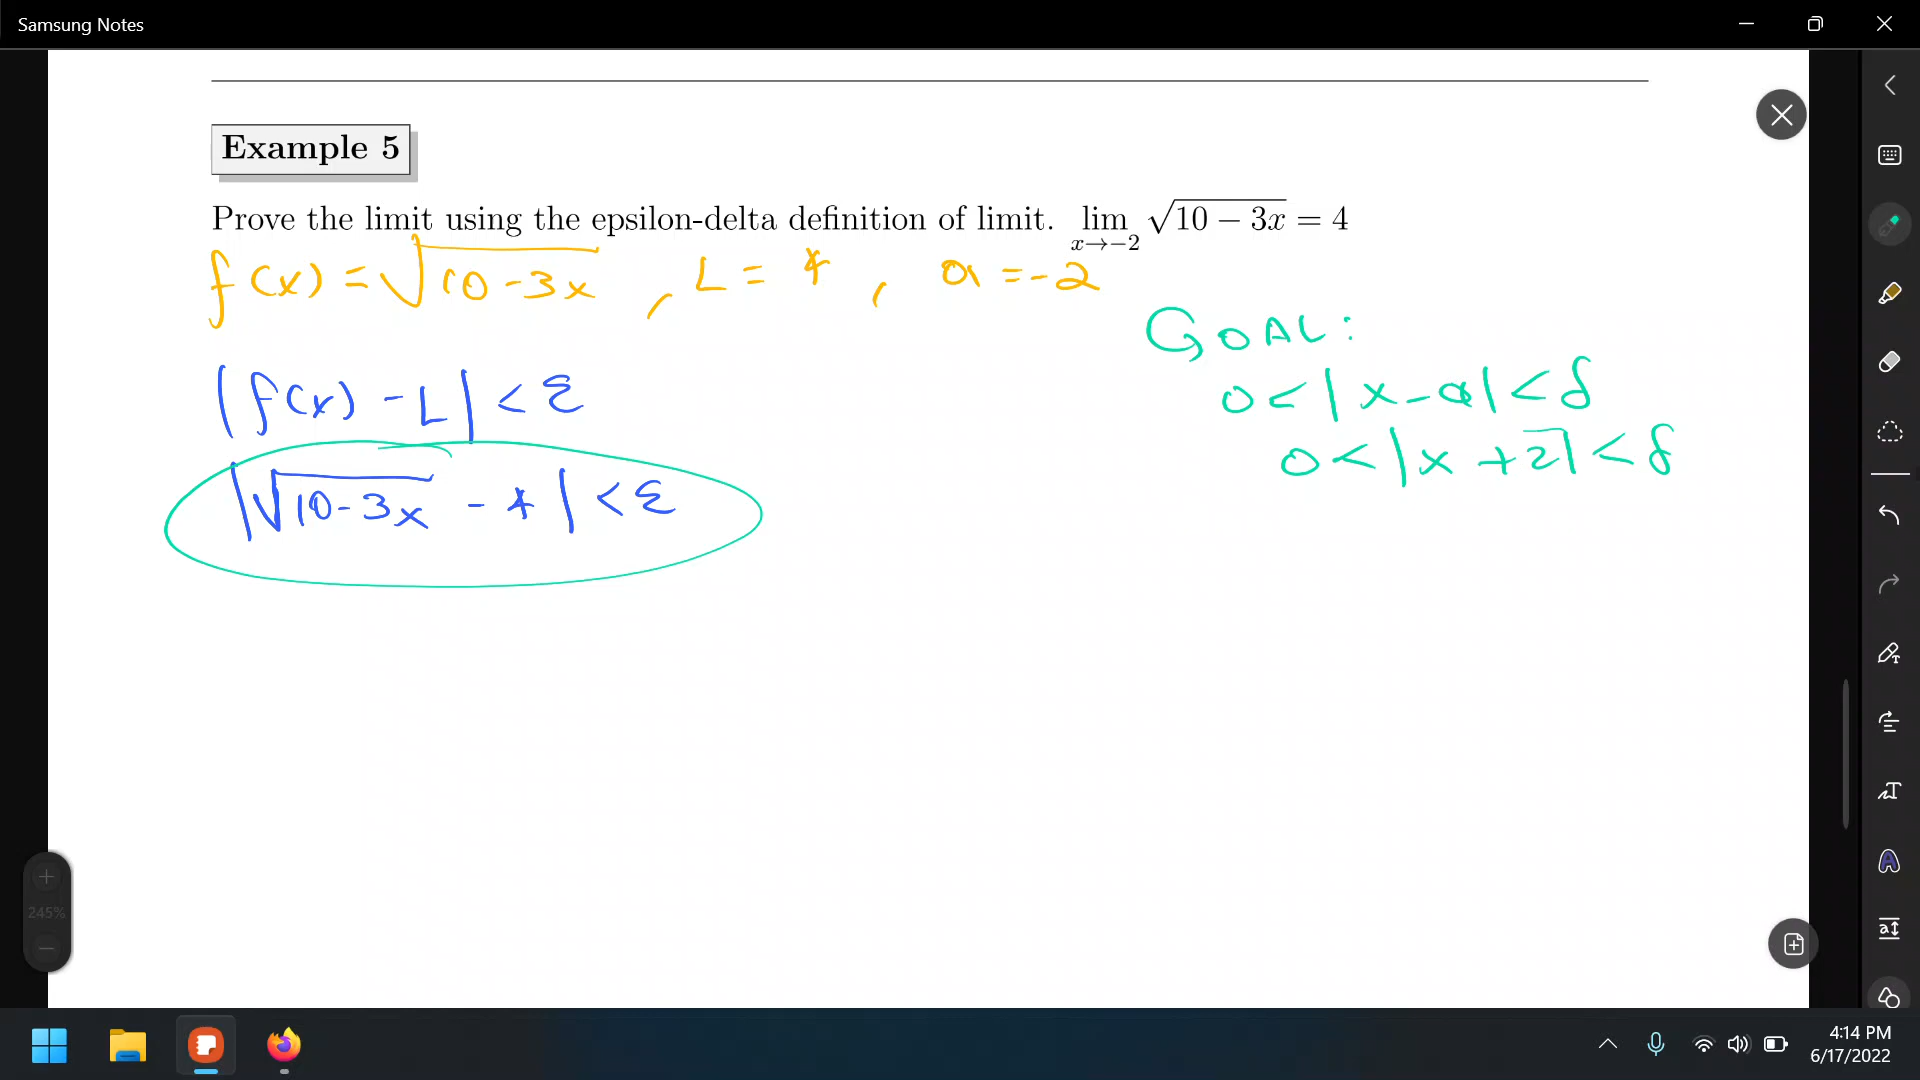 Samsung Notes
Example 5
Prove the limit using the epsilon-delta definition of limit. lim x→−2 √(10 − 3x) = 4
f(x) = √(10-3x) , L = 4 , a = -2
GOAL:
|f(x) - L| < ε
0 < |x - a| < δ
0 < |x + 2| < δ
|√(10-3x) - 4| < ε
245%
4:14 PM
6/17/2022